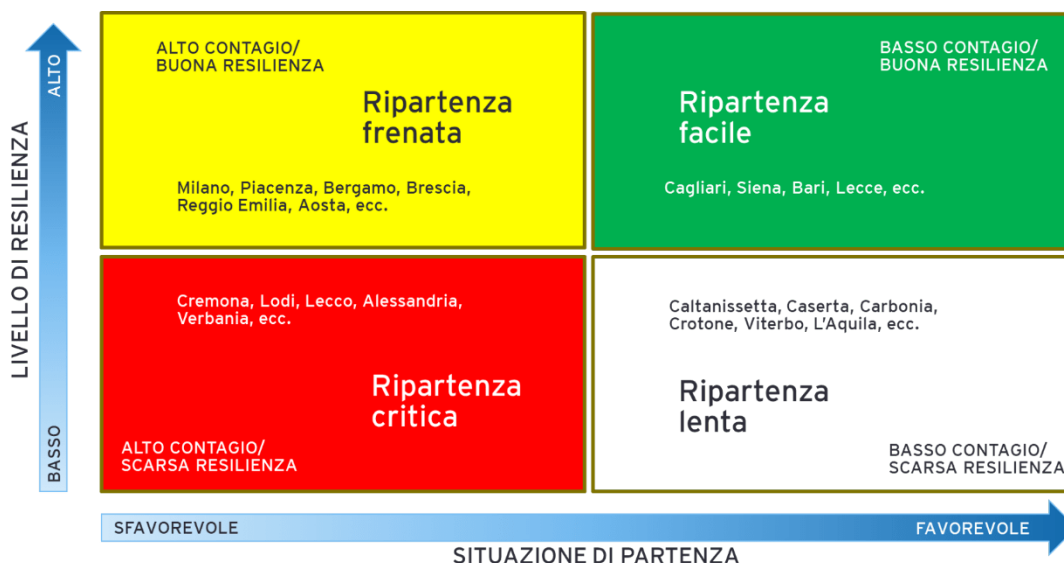 LIVELLO DI RESILIENZA
ALTO
BASSO
ALTO CONTAGIO/
BUONA RESILIENZA
Ripartenza
frenata
Milano, Piacenza, Bergamo, Brescia,
Reggio Emilia, Aosta, ecc.
BASSO CONTAGIO/
BUONA RESILIENZA
Ripartenza
facile
Cagliari, Siena, Bari, Lecce, ecc.
Cremona, Lodi, Lecco, Alessandria,
Verbania, ecc.
Ripartenza
critica
ALTO CONTAGIO/
SCARSA RESILIENZA
Caltanissetta, Caserta, Carbonia,
Crotone, Viterbo, L'Aquila, ecc.
Ripartenza
lenta
BASSO CONTAGIO/
SCARSA RESILIENZA
SFAVOREVOLE
FAVOREVOLE
SITUAZIONE DI PARTENZA